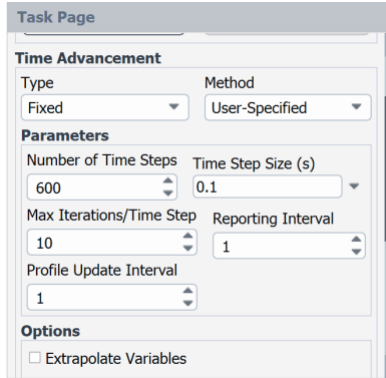 Task Page
Time Advancement
Type Method
Fixed User-Specified
Parameters
Number of Time Steps Time Step Size (s)
600 0.1
Max Iterations/Time Step Reporting Interval
10 1
Profile Update Interval
1
Options
Extrapolate Variables